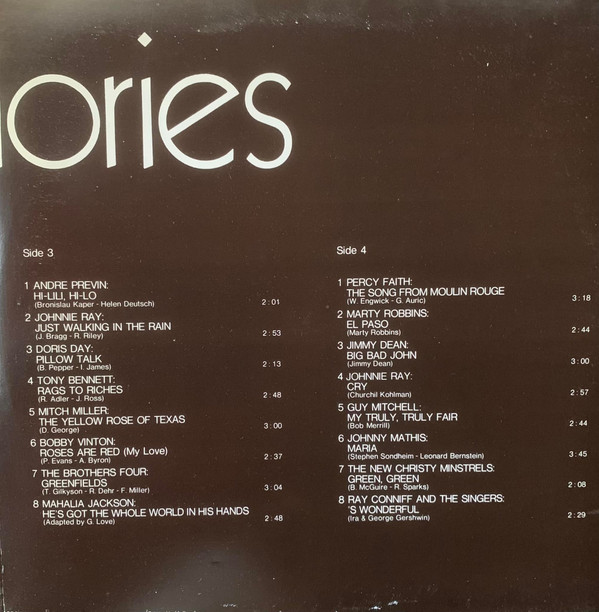 ories
Side 3
1 ANDRE PREVIN:
HI-LILI, HI-LO
(Bronislau Kaper - Helen Deutsch) 2:01
2 JOHNNIE RAY:
JUST WALKING IN THE RAIN
(J. Bragg - R. Riley) 2:53
3 DORIS DAY:
PILLOW TALK
(B. Pepper - I. James) 2:13
4 TONY BENNETT:
RAGS TO RICHES
(R. Adler - J. Ross) 2:48
5 MITCH MILLER:
THE YELLOW ROSE OF TEXAS
(D. George) 3:00
6 BOBBY VINTON:
ROSES ARE RED (My Love)
(P. Evans - A. Byron) 2:37
7 THE BROTHERS FOUR:
GREENFIELDS
(T. Gilkyson - R. Dehr - F. Miller) 3:04
8 MAHALIA JACKSON:
HE'S GOT THE WHOLE WORLD IN HIS HANDS
(Adapted by G. Love) 2:48
Side 4
1 PERCY FAITH:
THE SONG FROM MOULIN ROUGE
(W. Engwick - G. Auric) 3:18
2 MARTY ROBBINS:
EL PASO
(Marty Robbins) 2:44
3 JIMMY DEAN:
BIG BAD JOHN
(Jimmy Dean) 3:00
4 JOHNNIE RAY:
CRY
(Churchil Kohlman) 2:57
5 GUY MITCHELL:
MY TRULY, TRULY FAIR
(Bob Merrill) 2:44
6 JOHNNY MATHIS:
MARIA
(Stephen Sondheim - Leonard Bernstein) 3:45
7 THE NEW CHRISTY MINSTRELS:
GREEN, GREEN
(B. McGuire - R. Sparks) 2:08
8 RAY CONNIFF AND THE SINGERS:
'S WONDERFUL
(Ira & George Gershwin) 2:29